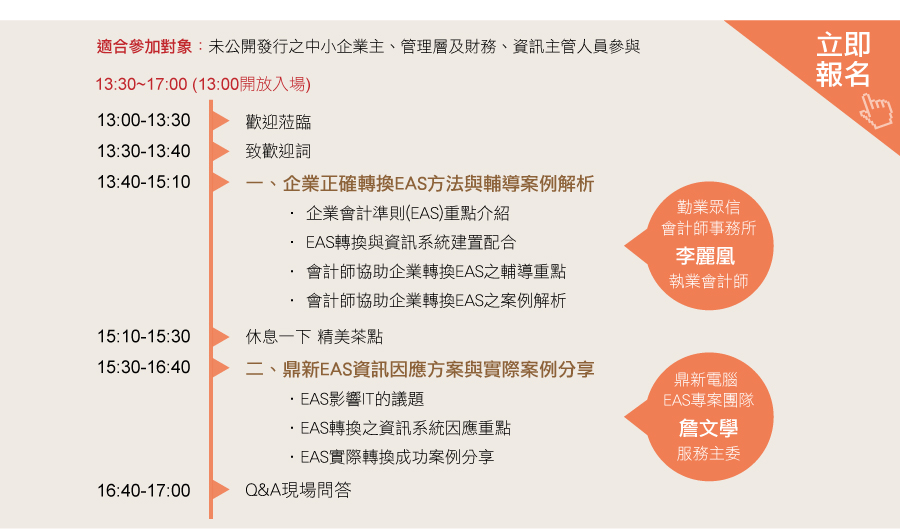 適合參加對象：未公開發行之中小企業主、管理層及財務、資訊主管人員參與
立即
報名
13:30~17:00 (13:00開放入場)
13:00-13:30 歡迎蒞臨
13:30-13:40 致歡迎詞
13:40-15:10 一、企業正確轉換EAS方法與輔導案例解析
· 企業會計準則(EAS)重點介紹
· EAS轉換與資訊系統建置配合
· 會計師協助企業轉換EAS之輔導重點
· 會計師協助企業轉換EAS之案例解析
勤業眾信
會計師事務所
李麗凰
執業會計師
15:10-15:30 休息一下 精美茶點
15:30-16:40 二、鼎新EAS資訊因應方案與實際案例分享
· EAS影響IT的議題
· EAS轉換之資訊系統因應重點
· EAS實際轉換成功案例分享
鼎新電腦
EAS專案團隊
詹文學
服務主委
16:40-17:00 Q&A現場問答